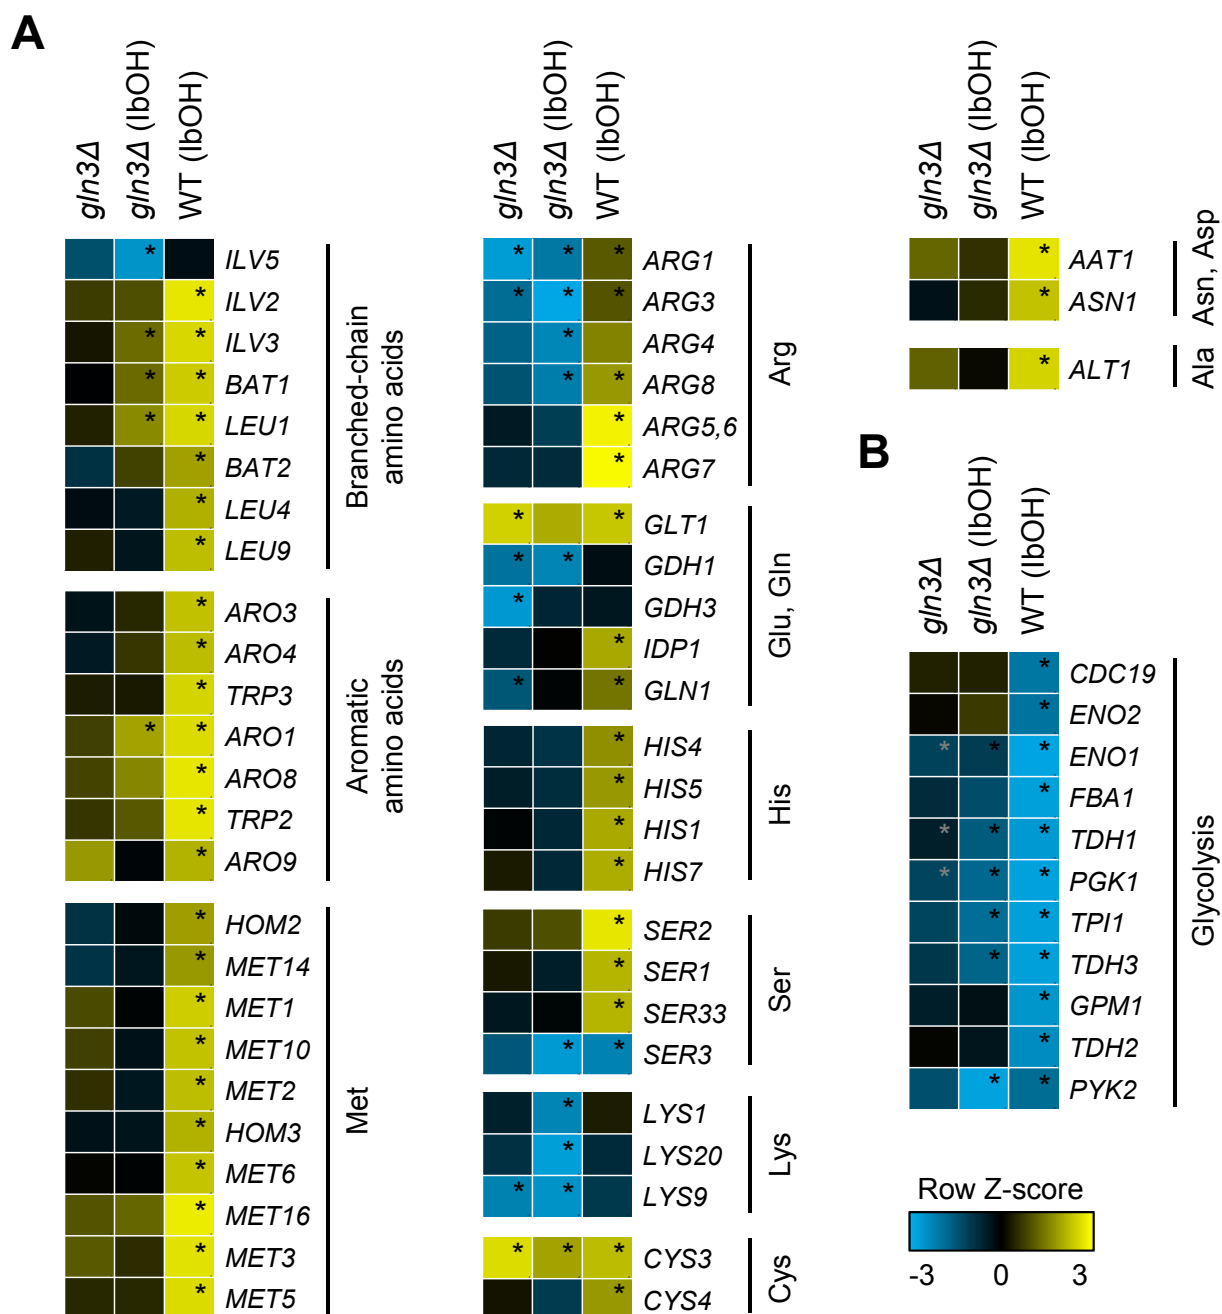 A
gln3Δ
gln3Δ (IbOH)
WT (IbOH)
ILV5
ILV2
ILV3
BAT1
LEU1
BAT2
LEU4
LEU9
Branched-chain
amino acids
ARO3
ARO4
TRP3
ARO1
ARO8
TRP2
ARO9
Aromatic
amino acids
HOM2
MET14
MET1
MET10
MET2
HOM3
MET6
MET16
MET3
MET5
Met
gln3Δ
gln3Δ (IbOH)
WT (IbOH)
ARG1
ARG3
ARG4
ARG8
ARG5,6
ARG7
Arg
GLT1
GDH1
GDH3
IDP1
GLN1
Glu, Gln
HIS4
HIS5
HIS1
HIS7
His
SER2
SER1
SER33
SER3
Ser
LYS1
LYS20
LYS9
Lys
CYS3
CYS4
Cys
gln3Δ
gln3Δ (IbOH)
WT (IbOH)
AAT1
ASN1
Asn, Asp
ALT1
Ala
B
gln3Δ
gln3Δ (IbOH)
WT (IbOH)
CDC19
ENO2
ENO1
FBA1
TDH1
PGK1
TPI1
TDH3
GPM1
TDH2
PYK2
Glycolysis
Row Z-score
-3 0 3